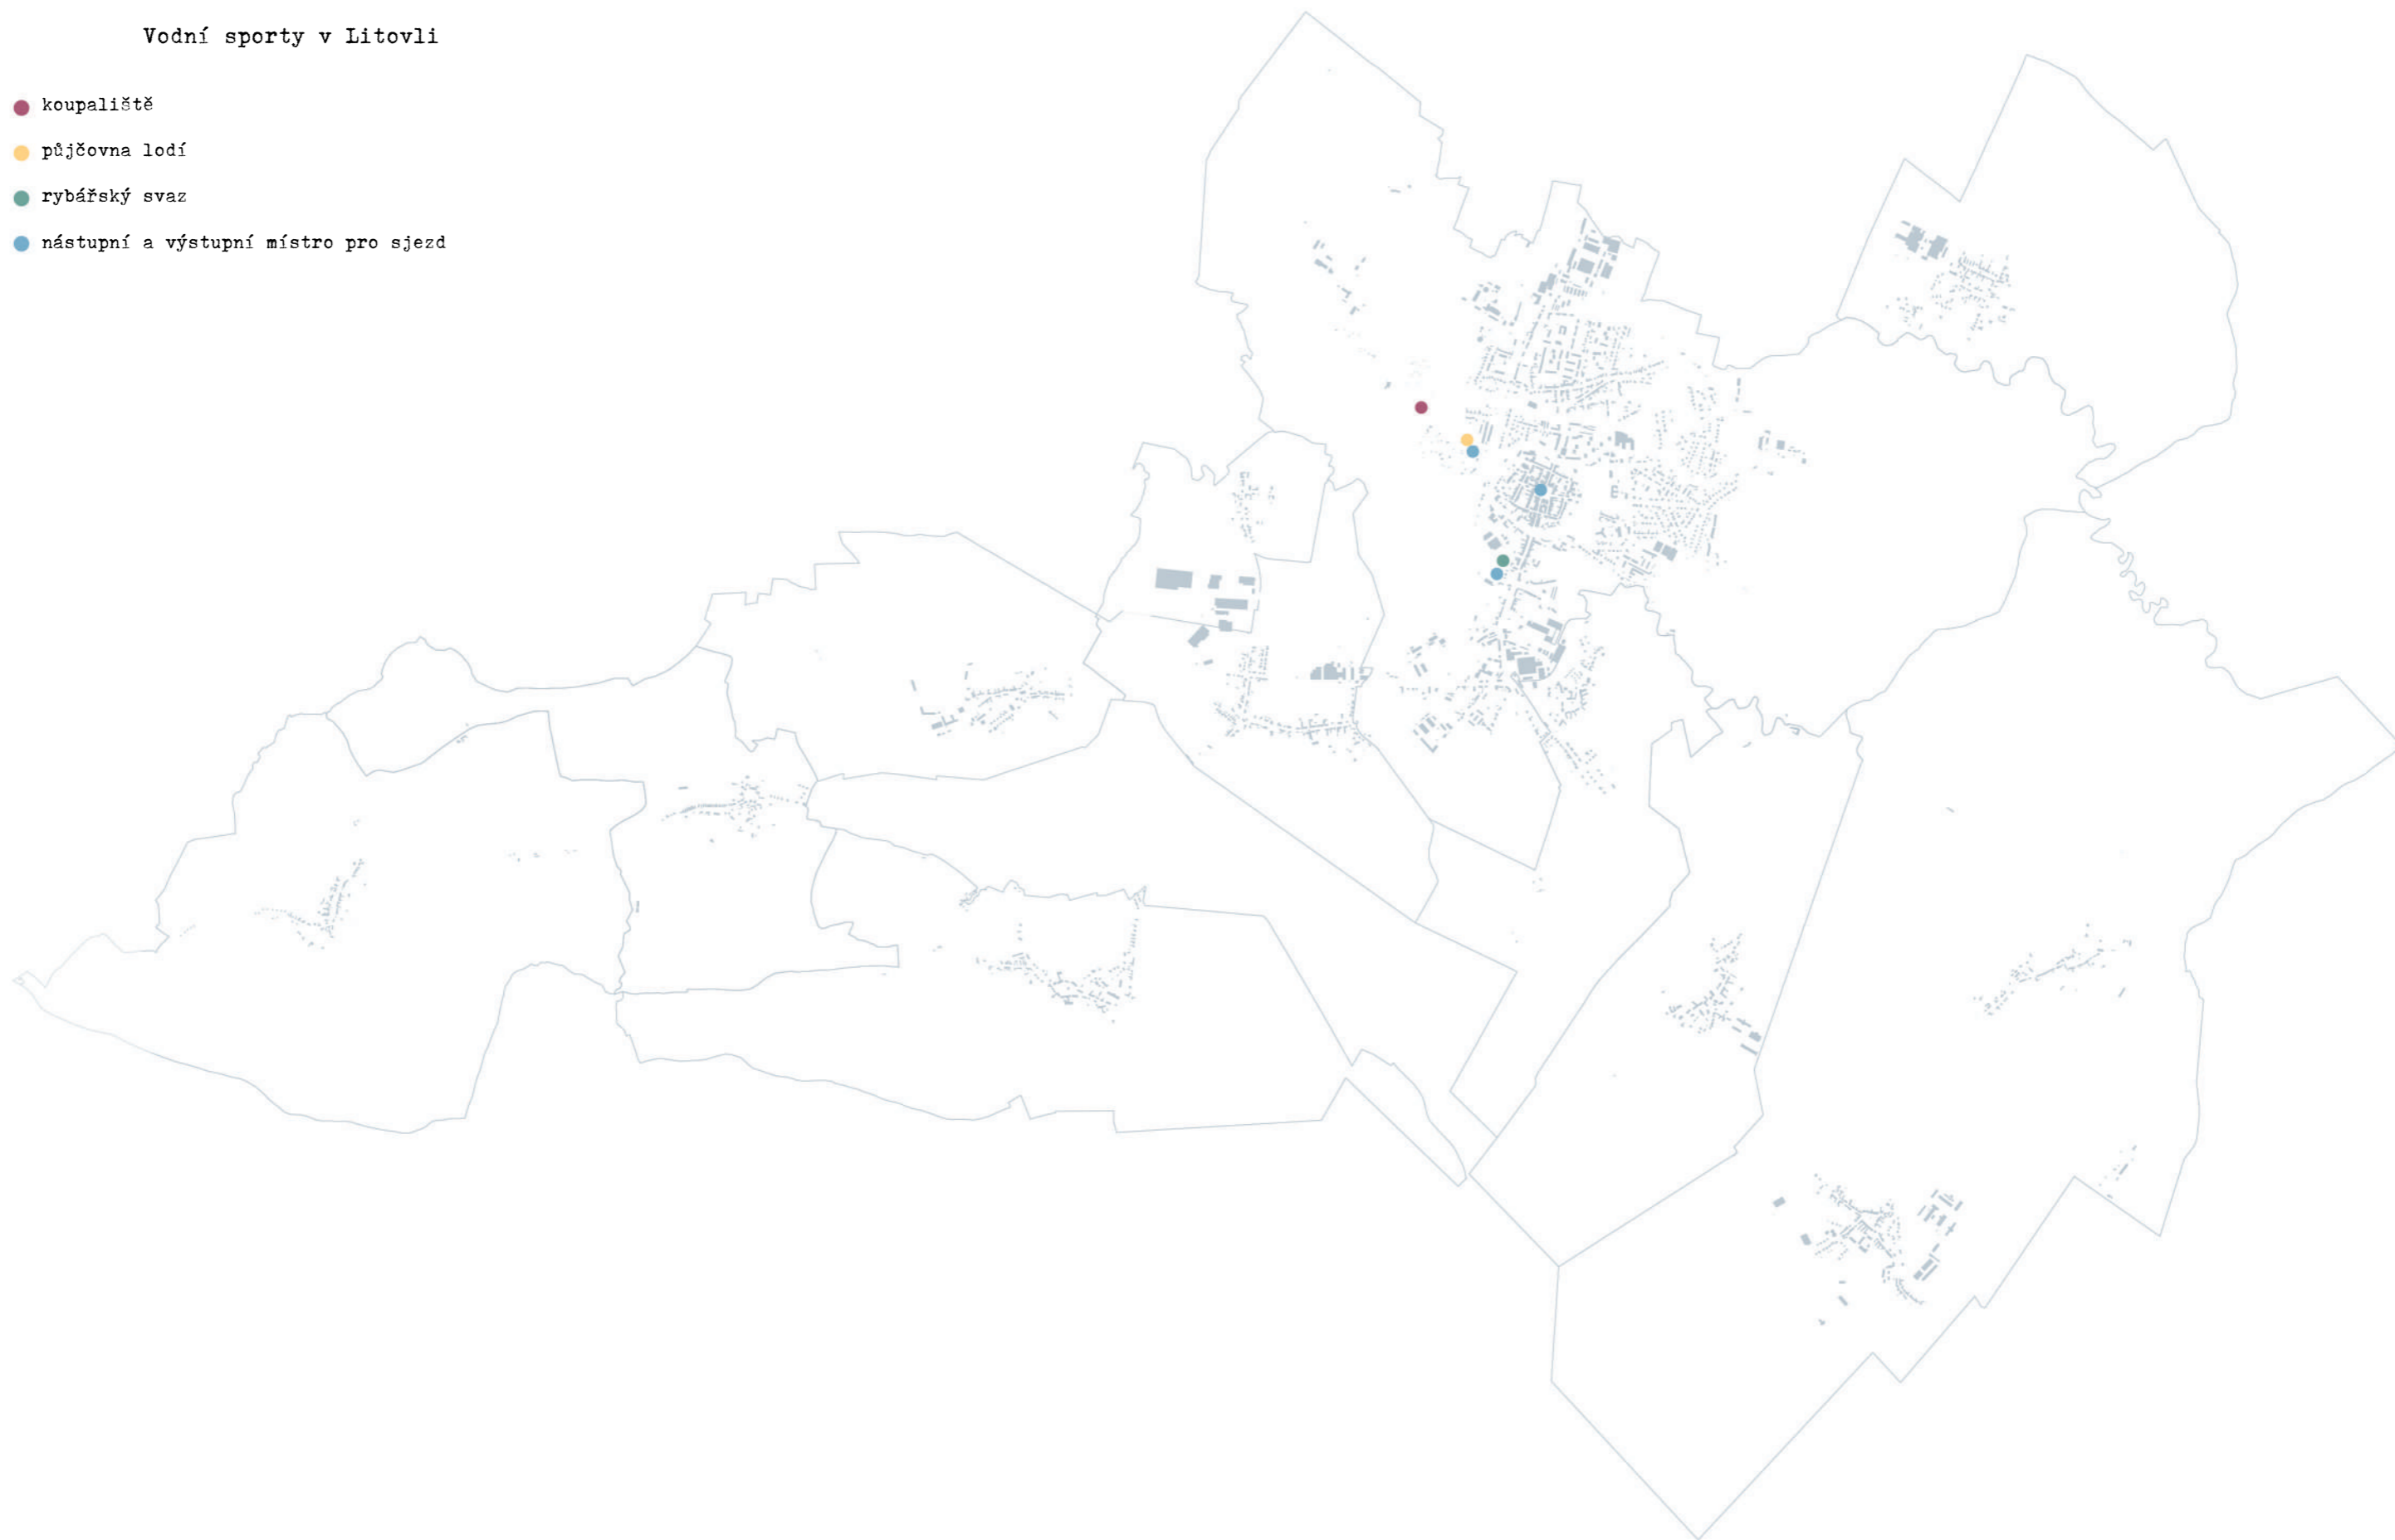 Vodní sporty v Litovli
koupaliště
půjčovna lodí
rybářský svaz
nástupní a výstupní místro pro sjezd